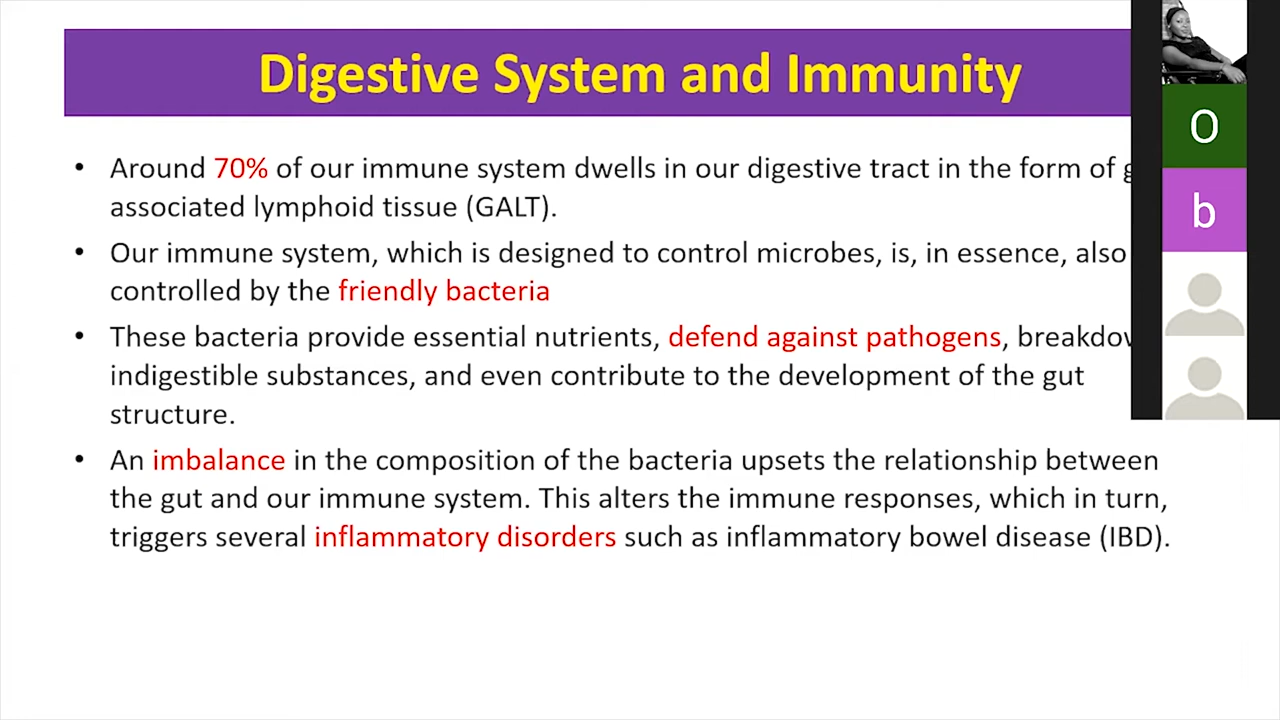 Digestive System and Immunity
• Around 70% of our immune system dwells in our digestive tract in the form of
associated lymphoid tissue (GALT).
• Our immune system, which is designed to control microbes, is, in essence, also
controlled by the friendly bacteria
• These bacteria provide essential nutrients, defend against pathogens,
indigestible substances, and even contribute to the development of the gut
structure.
• An imbalance in the composition of the bacteria upsets the relationship between
the gut and our immune system. This alters the immune responses, which in turn,
triggers several inflammatory disorders such as inflammatory bowel disease (IBD).
O
b